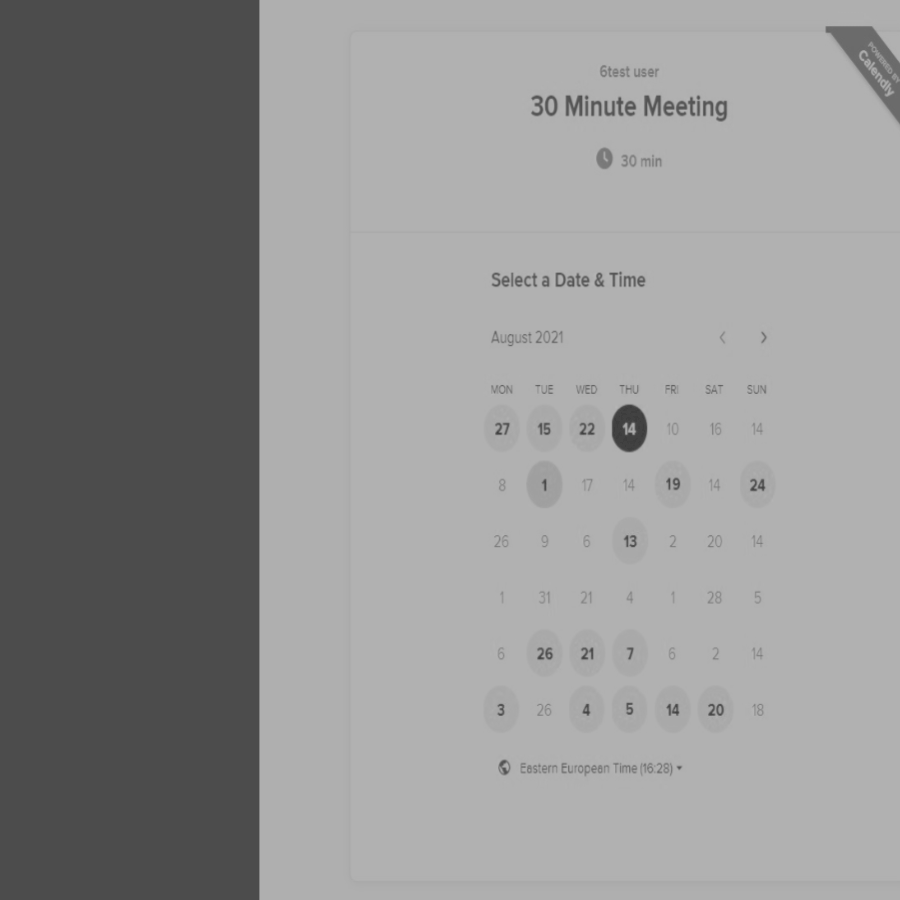 POWERED BY
Calendly
6test user
30 Minute Meeting
30 min
Select a Date & Time
August 2021
MON TUE WED THU FRI SAT SUN
27 15 22 14 10 16 14
8 1 17 14 19 14 24
26 9 6 13 2 20 14
1 31 21 4 1 28 5
6 26 21 7 6 2 14
3 26 4 5 14 20 18
Eastern European Time (16:28)